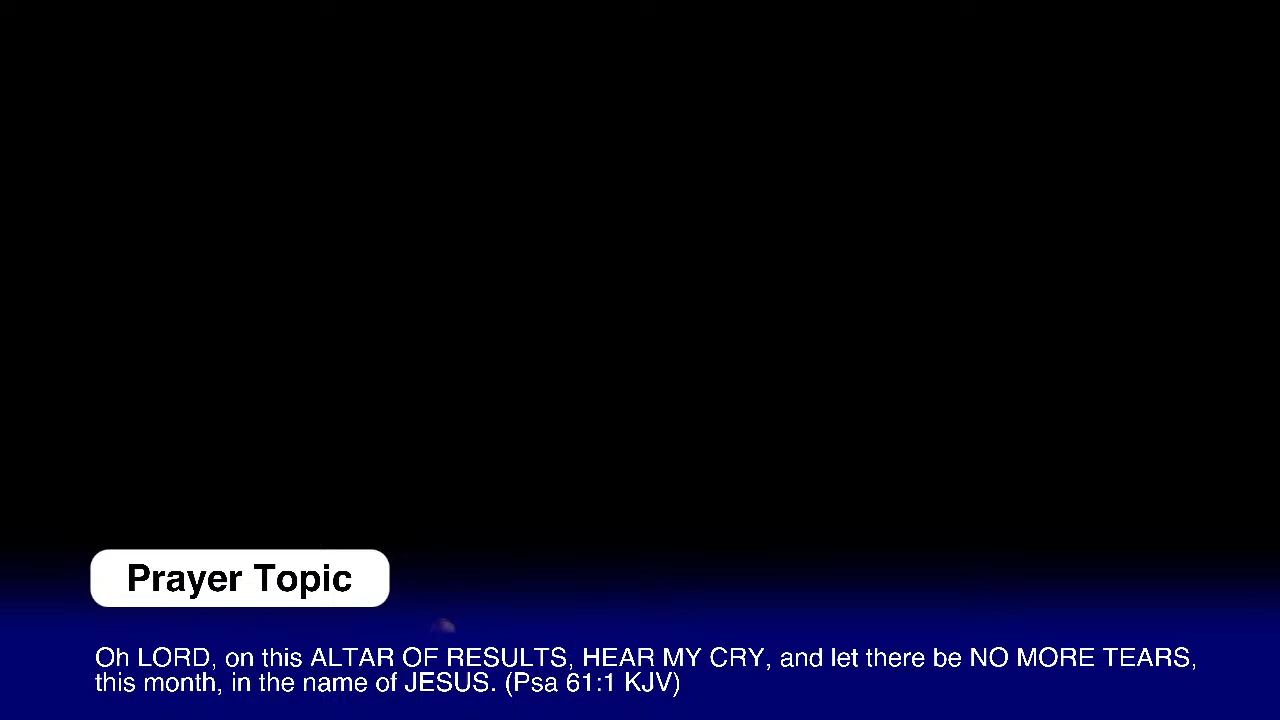 Prayer Topic
Oh LORD, on this ALTAR OF RESULTS, HEAR MY CRY, and let there be NO MORE TEARS,
this month, in the name of JESUS. (Psa 61:1 KJV)